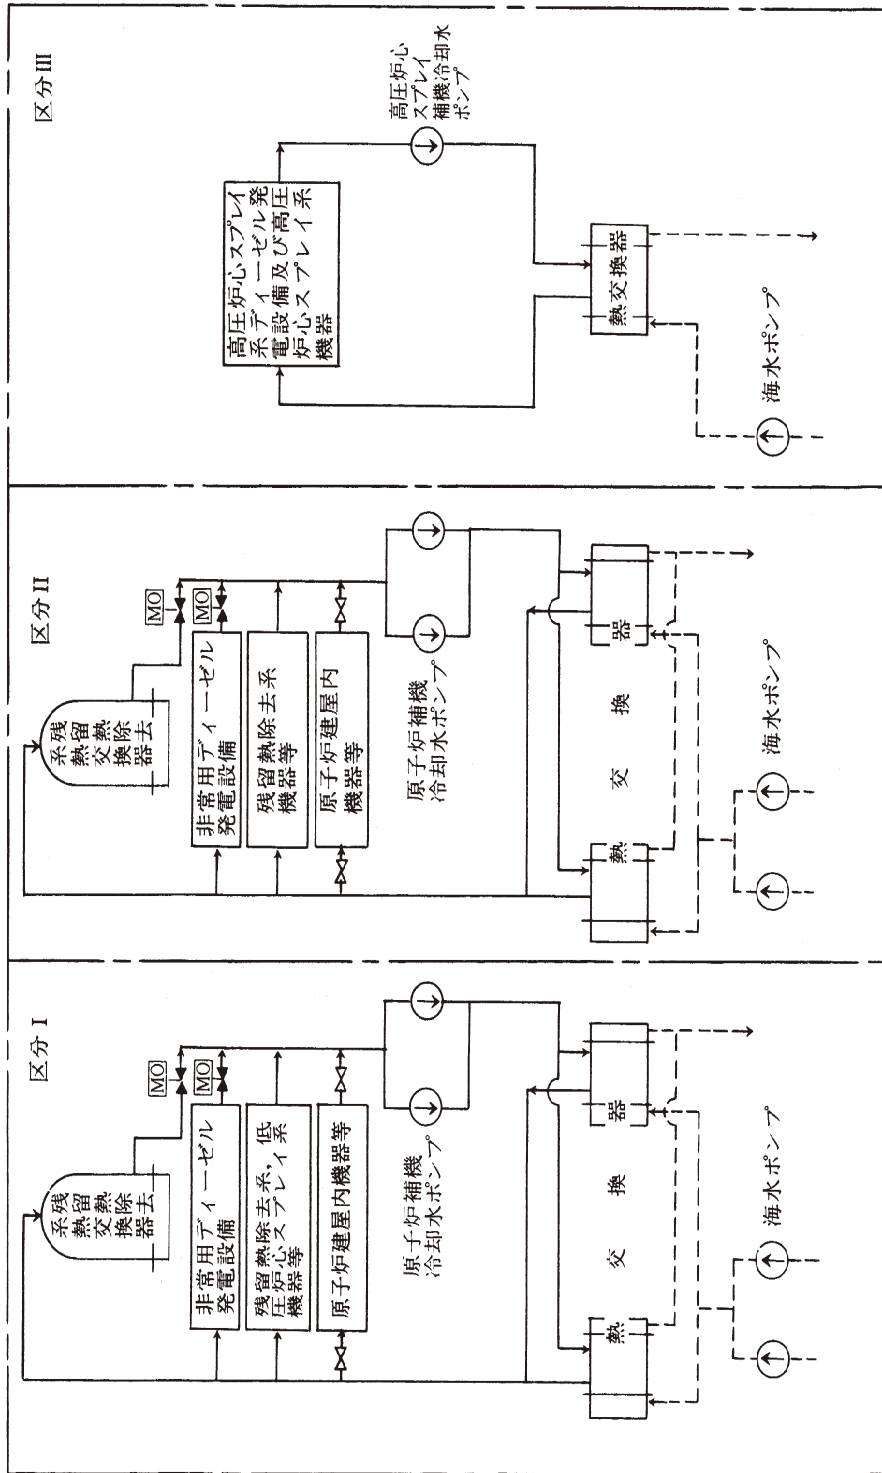 区分Ⅰ
残留熱除去
系熱交換器
MO
MO
非常用ディーゼル
発電設備
残留熱除去系,低
圧炉心スプレイ系
機器等
原子炉建屋内機器等
原子炉補機
冷却水ポンプ
熱交換器
海水ポンプ
区分Ⅱ
残留熱除去
系熱交換器
MO
MO
非常用ディーゼル
発電設備
残留熱除去系
機器等
原子炉建屋内
機器等
原子炉補機
冷却水ポンプ
熱交換器
海水ポンプ
区分Ⅲ
高圧炉心スプレイ
系ディーゼル発
電設備及び高圧
炉心スプレイ系
機器
高圧炉心
スプレイ
補機冷却水
ポンプ
熱交換器
海水ポンプ